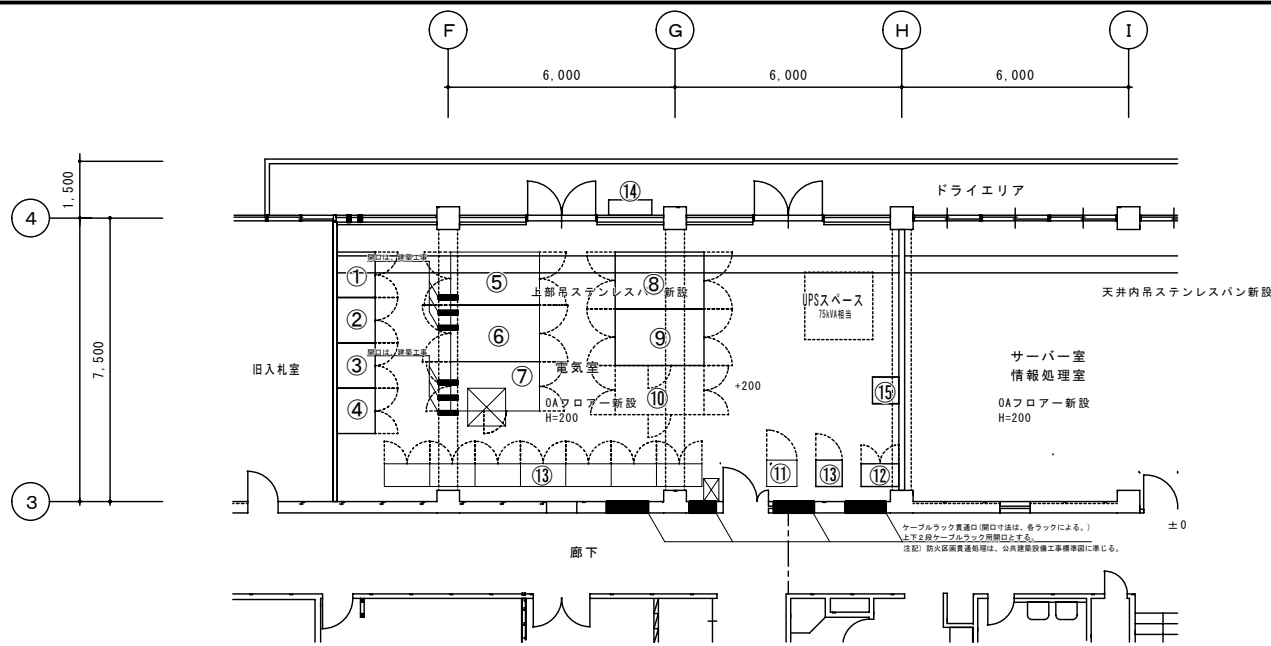 F
G
H
I
6,000
6,000
6,000
1,500
ドライエリア
⑭
4
7,500
開口は、建築工事
①
⑤
⑧
上部吊ステンレスパン新設
UPSスペース
75kVA相当
天井内吊ステンレスパン新設
②
⑥
⑨
開口は、建築工事
③
旧入札室
⑦
電気室
+200
サーバー室
情報処理室
④
⑩
⑮
OAフロアー新設
H=200
OAフロアー新設
H=200
⑬
⑪
⑬
⑫
3
ケーブルラック貫通口(開口寸法は、各ラックによる。)
上下2段ケーブルラック用開口とする。
注記) 防火区画貫通処理は、公共建築設備工事標準図に準じる。
±0
廊下